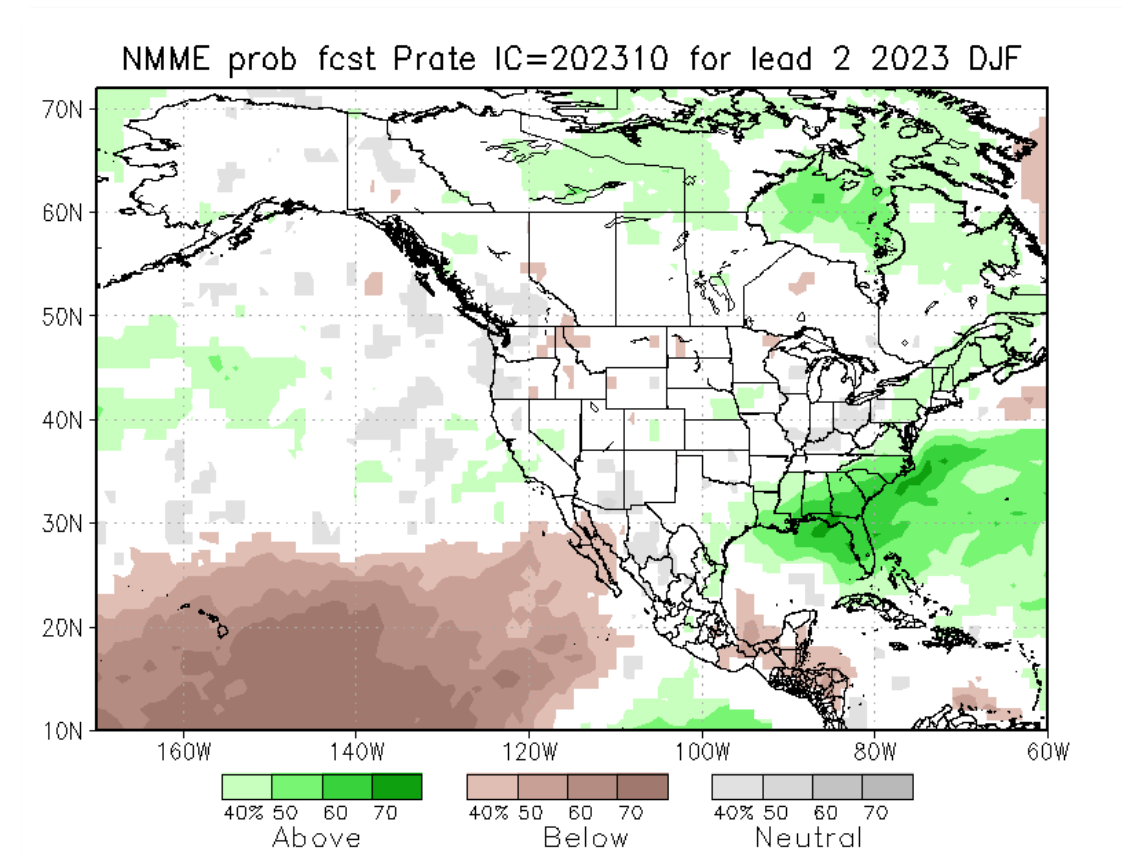 NMME prob fcst Prate IC=202310 for lead 2 2023 DJF
70N
60N
50N
40N
30N
20N
10N
160W 140W 120W 100W 80W 60W
40% 50 60 70 40% 50 60 70 40% 50 60 70
Above Below Neutral